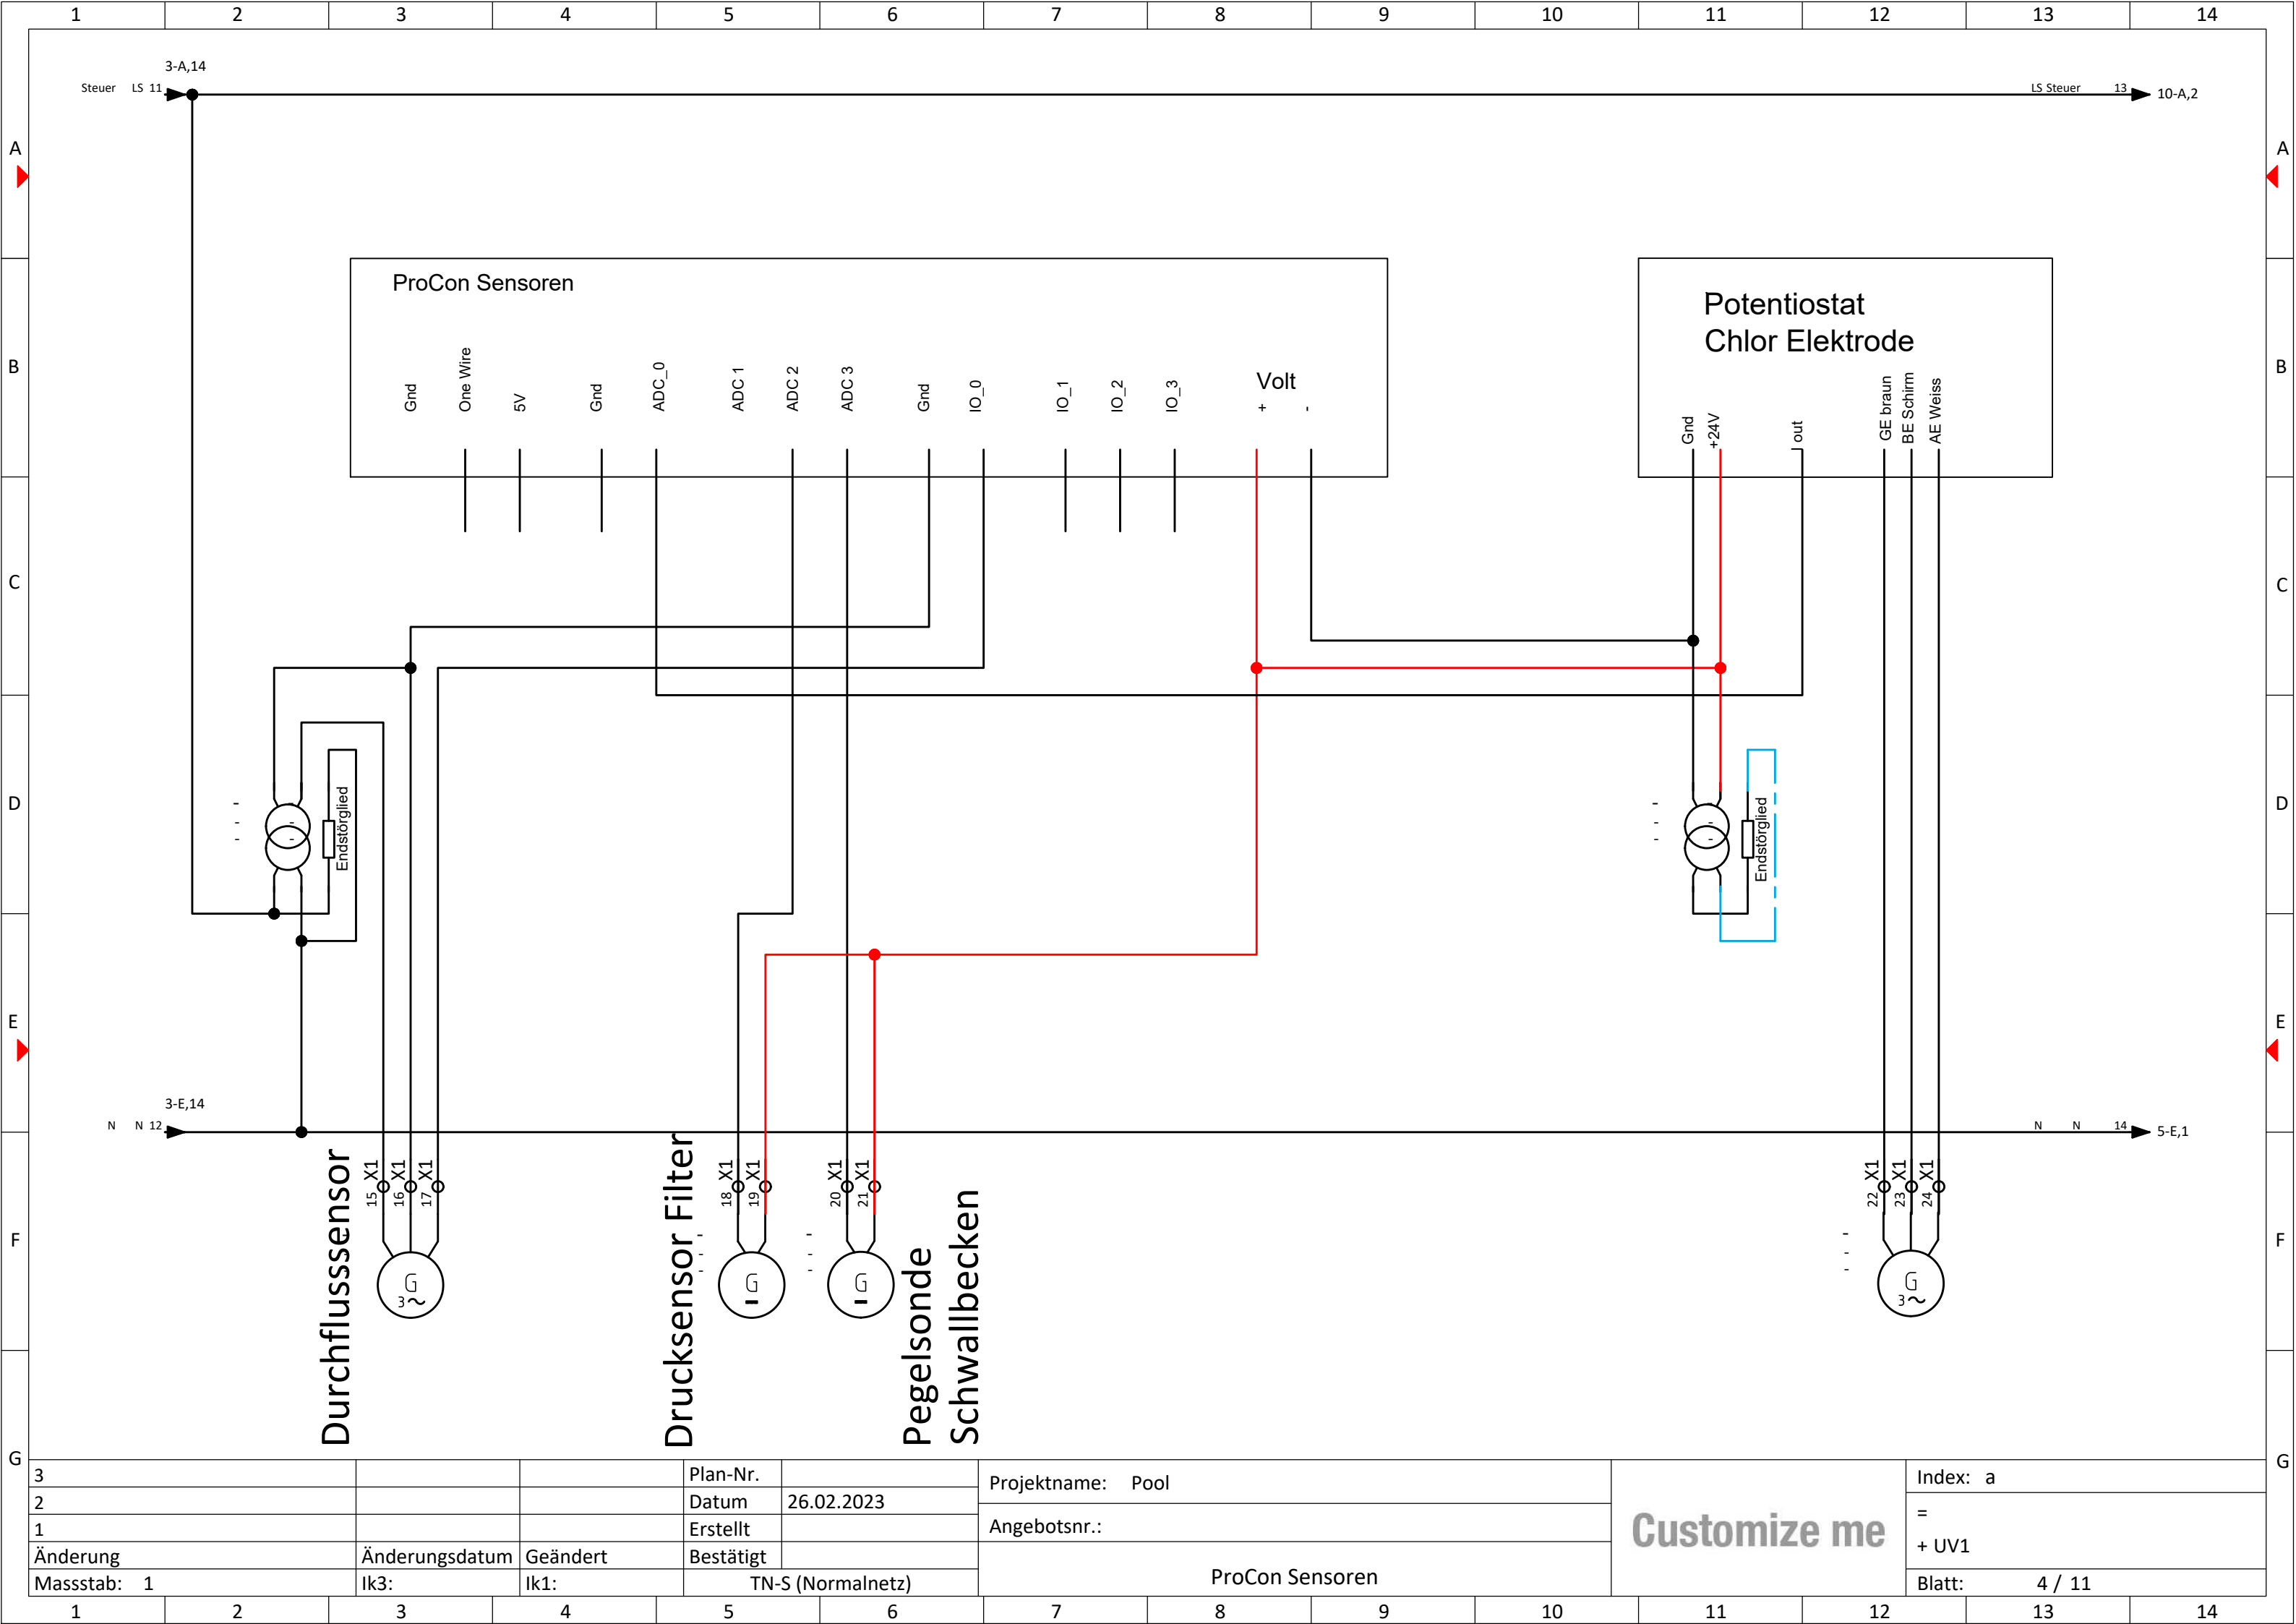 1 2 3 4 5 6 7 8 9 10 11 12 13 14
3-A,14
Steuer LS 11
LS Steuer 13
10-A,2
A A
ProCon Sensoren
Gnd
One Wire
5V
Gnd
ADC_0
ADC 1
ADC 2
ADC 3
Gnd
IO_0
IO_1
IO_2
IO_3
Volt
+ -
Potentiostat
Chlor Elektrode
Gnd
+24V
I out
GE braun
BE Schirm
AE Weiss
B B
C C
D D
Endstörglied
Endstörglied
E E
3-E,14
N N 12
N N 14
5-E,1
Durchflusssensor
15 X1
16 X1
17 X1
G
3~
Drucksensor Filter
18 X1
19 X1
G
20 X1
21 X1
G
Pegelsonde
Schwallbecken
22 X1
23 X1
24 X1
G
3~
F F
G G
3
2
1
Änderung
Änderungsdatum
Geändert
Massstab: 1
Ik3:
Ik1:
Plan-Nr.
Datum 26.02.2023
Erstellt
Bestätigt
TN-S (Normalnetz)
Projektname: Pool
Angebotsnr.:
ProCon Sensoren
Customize me
Index: a
=
+ UV1
Blatt: 4 / 11
1 2 3 4 5 6 7 8 9 10 11 12 13 14